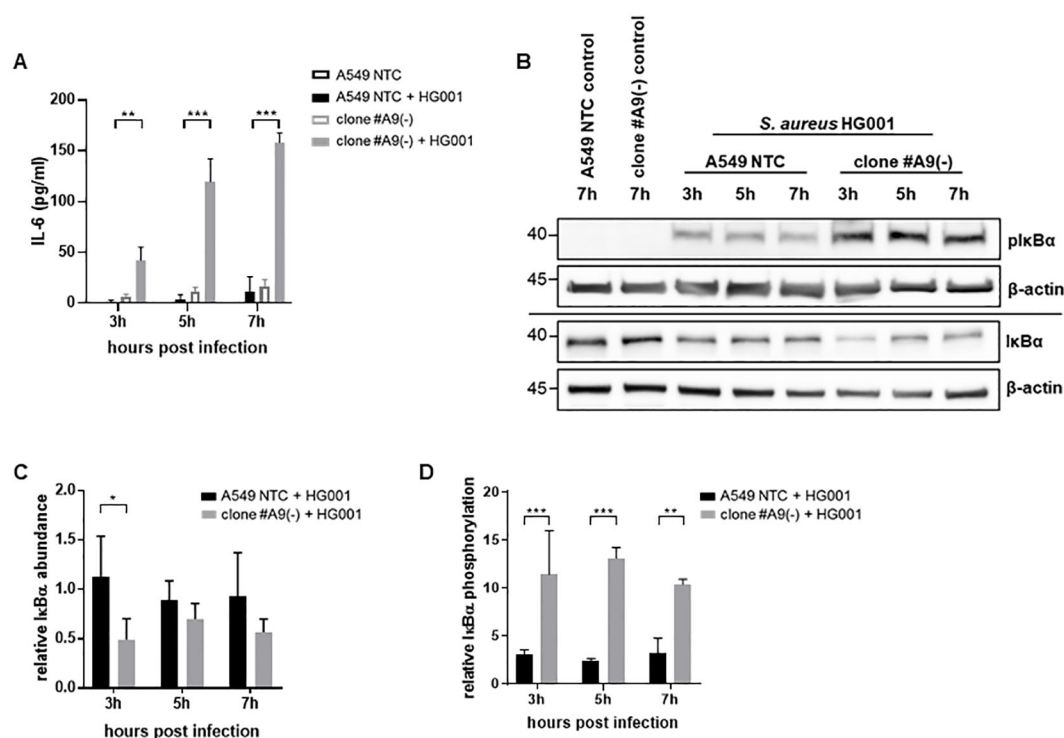 A
A549 NTC
A549 NTC + HG001
clone #A9(-)
clone #A9(-) + HG001
200
150
100
50
0
IL-6 (pg/ml)
**
***
***
3h 5h 7h
hours post infection
B
A549 NTC control
clone #A9(-) control
S. aureus HG001
A549 NTC clone #A9(-)
7h 7h 3h 5h 7h 3h 5h 7h
40 pIκBα
45 β-actin
40 IκBα
45 β-actin
C
A549 NTC + HG001
clone #A9(-) + HG001
2.0
1.5
1.0
0.5
0.0
relative IκBα abundance
*
3h 5h 7h
hours post infection
D
A549 NTC + HG001
clone #A9(-) + HG001
20
15
10
5
0
relative IκBα phosphorylation
***
***
**
3h 5h 7h
hours post infection